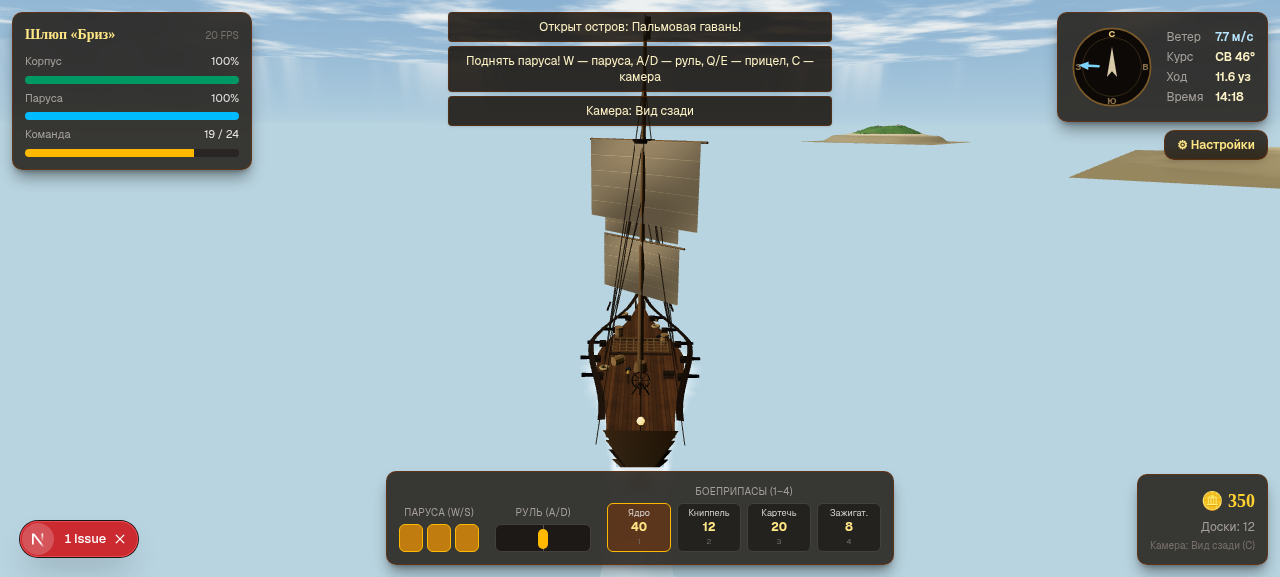 Шлюп «Бриз»
20 FPS
Корпус 100%
Паруса 100%
Команда 19 / 24
Открыт остров: Пальмовая гавань!
Поднять паруса! W — паруса, A/D — руль, Q/E — прицел, C —
камера
Камера: Вид сзади
С
З В
Ю
Ветер 7.7 м/с
Курс СВ 46°
Ход 11.6 уз
Время 14:18
⚙ Настройки
N 1 Issue ×
ПАРУСА (W/S)
РУЛЬ (A/D)
БОЕПРИПАСЫ (1–4)
Ядро
40
1
Книппель
12
2
Картечь
20
3
Зажигат.
8
4
350
Доски: 12
Камера: Вид сзади (C)